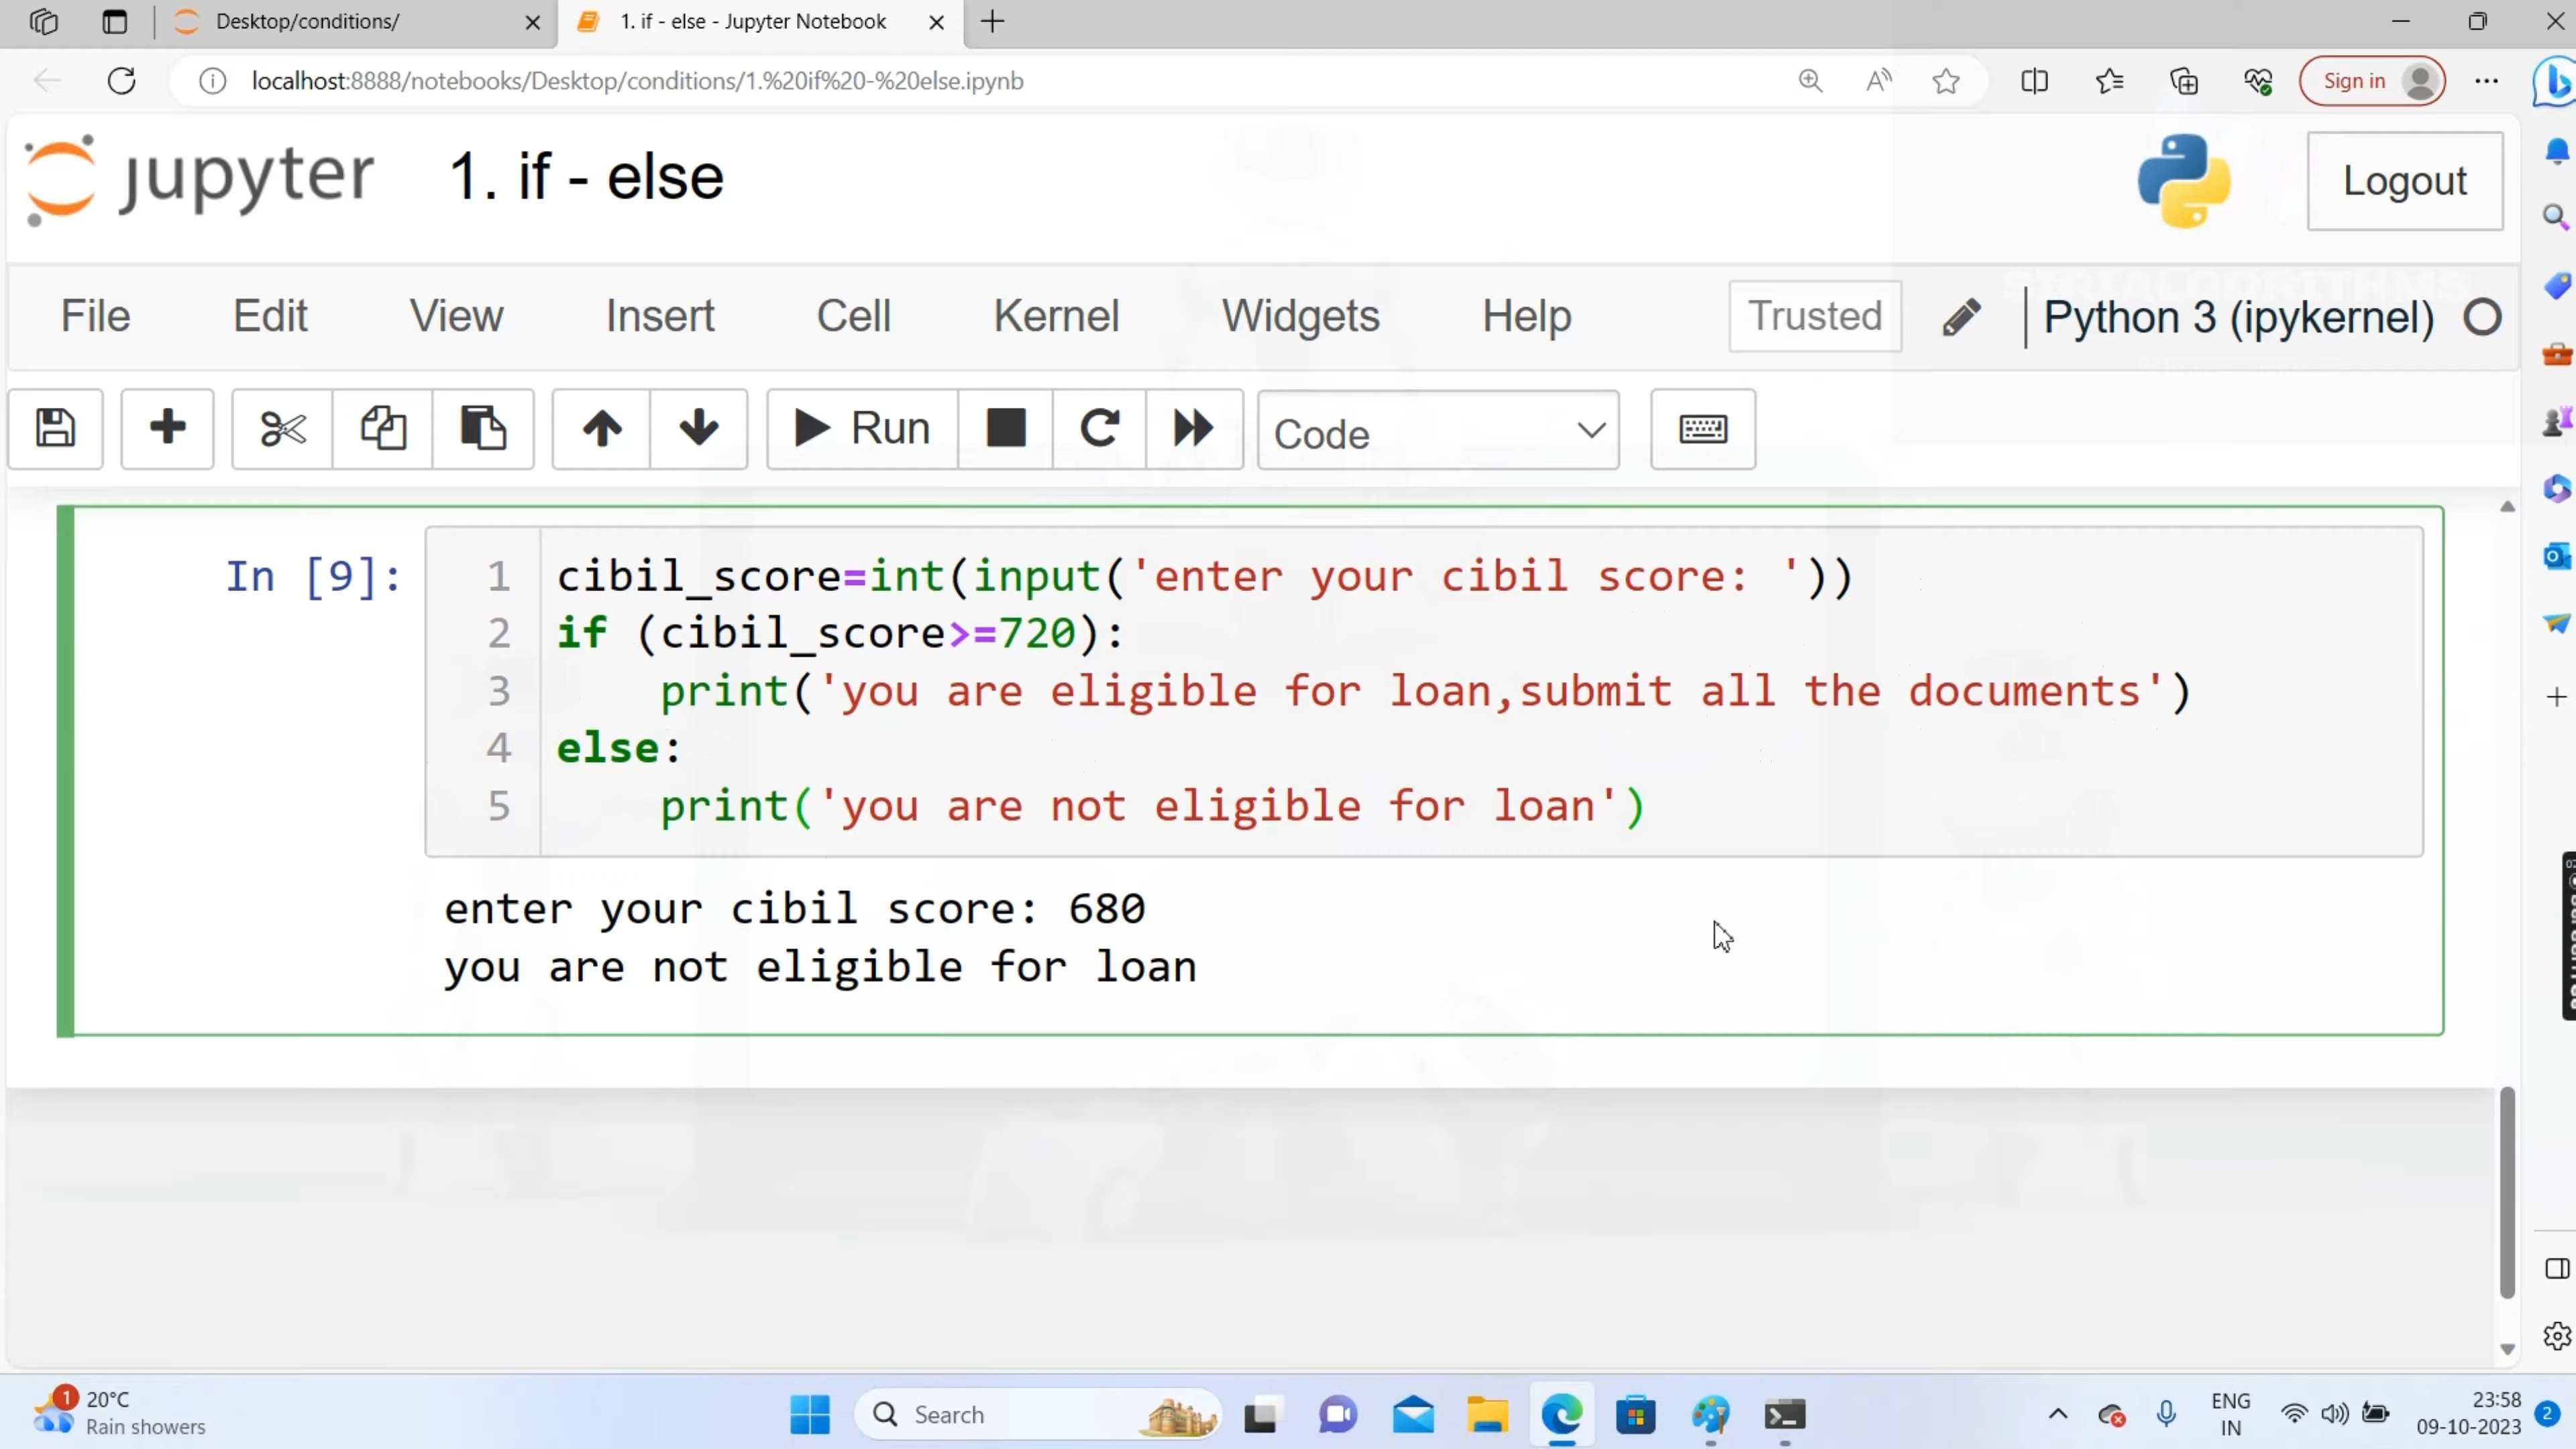 Desktop/conditions/
1. if - else - Jupyter Notebook
localhost:8888/notebooks/Desktop/conditions/1.%20if%20-%20else.ipynb
Sign in
jupyter 1. if - else
Logout
SIRIALGORITHMS
File Edit View Insert Cell Kernel Widgets Help Trusted Python 3 (ipykernel)
Run Code
In [9]:
1 cibil_score=int(input('enter your cibil score: '))
2 if (cibil_score>=720):
3 print('you are eligible for loan,submit all the documents')
4 else:
5 print('you are not eligible for loan')
enter your cibil score: 680
you are not eligible for loan
1 20°C
Rain showers
Search
ENG
IN
23:58
09-10-2023
2